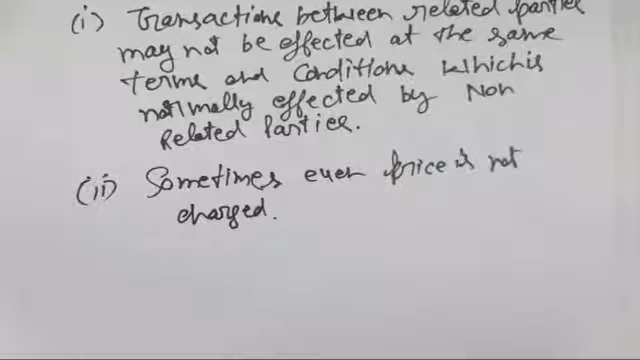 (i) Transactions between related parties
may not be effected at the same
terms and Conditions which is
normally effected by Non
Related Parties.
(ii) Sometimes even price is not
charged.